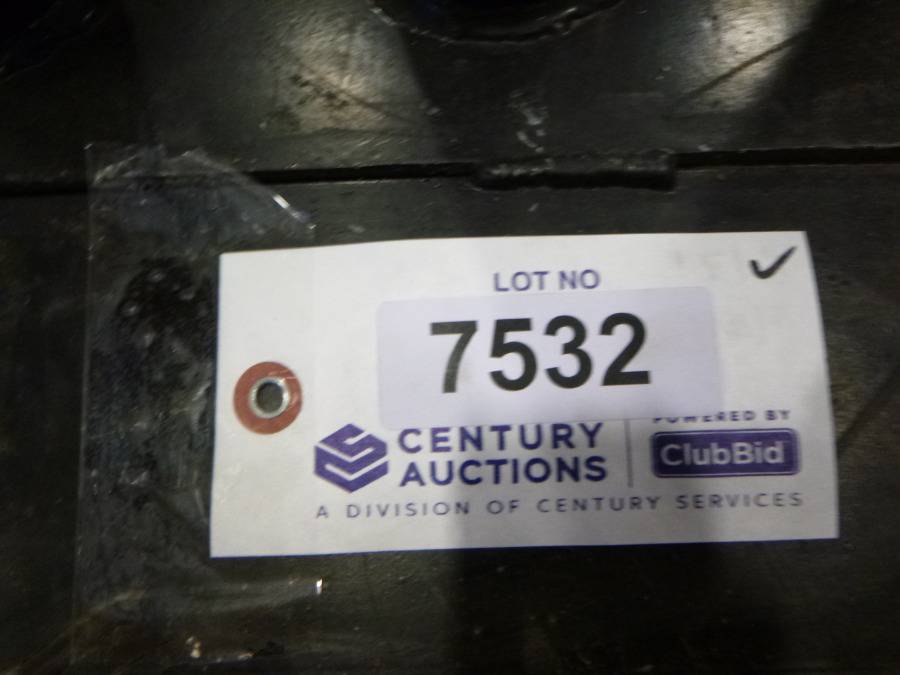 LOT NO
7532
CENTURY
AUCTIONS
POWERED BY
ClubBid
A DIVISION OF CENTURY SERVICES